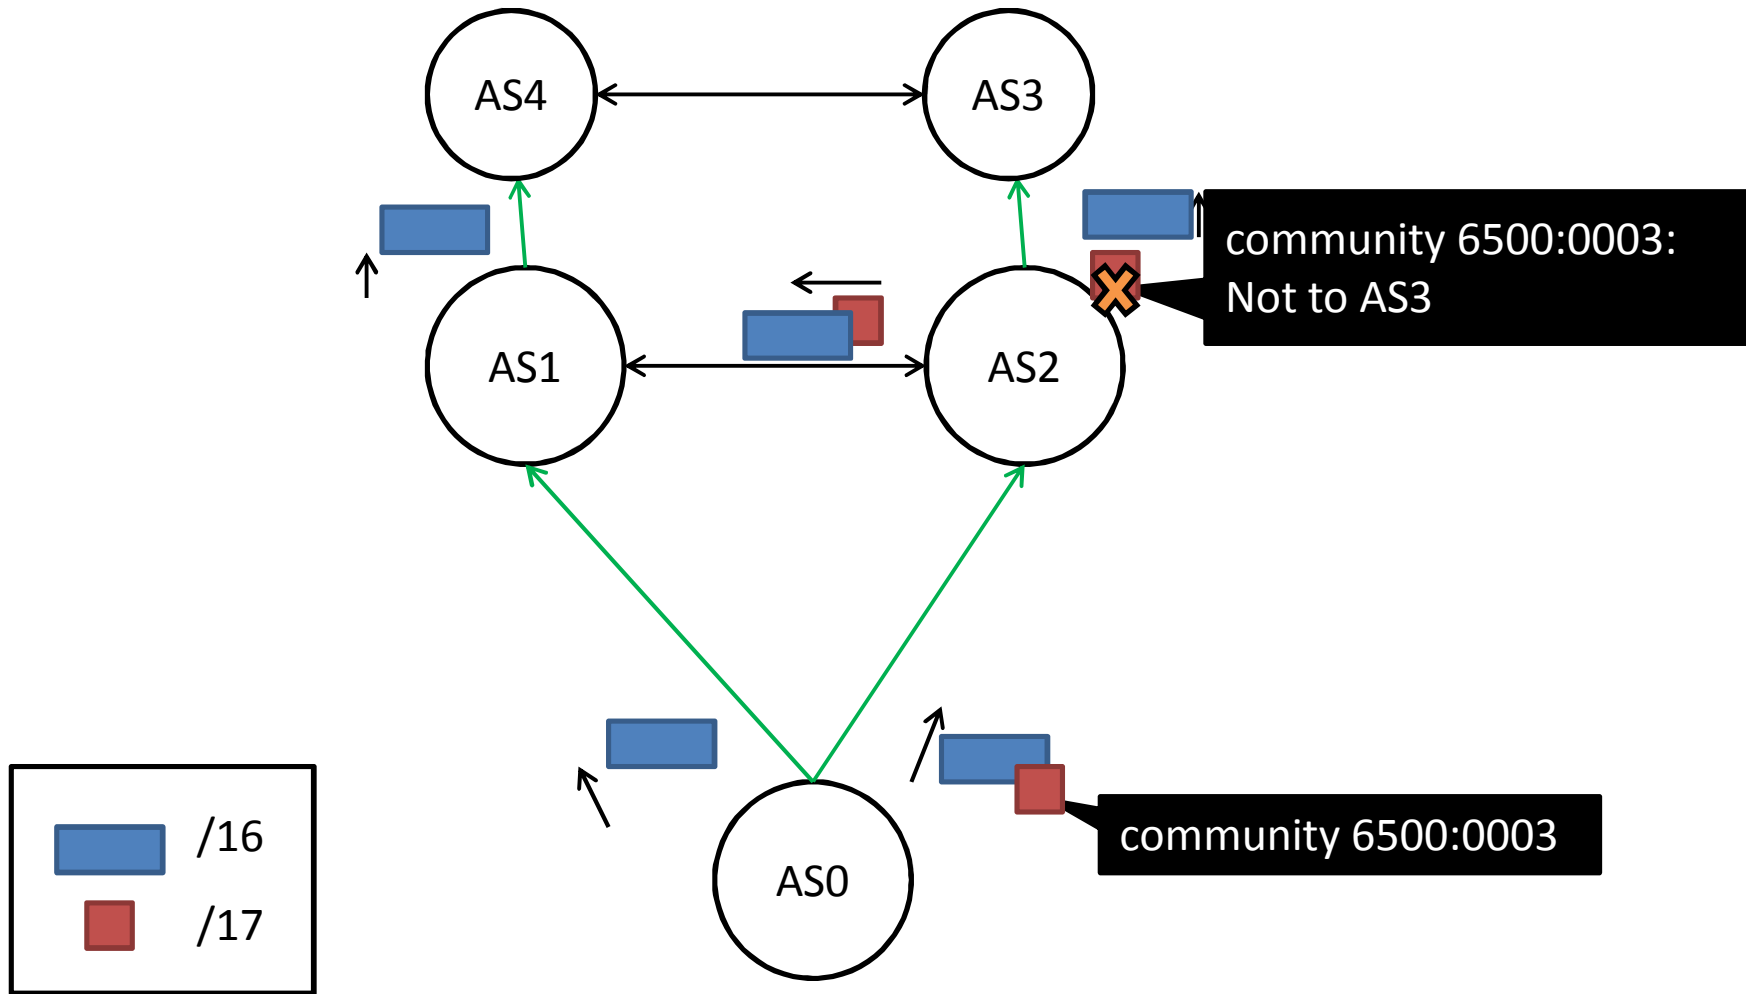 AS4
AS3
community 6500:0003:
Not to AS3
AS1
AS2
community 6500:0003
AS0
/16
/17